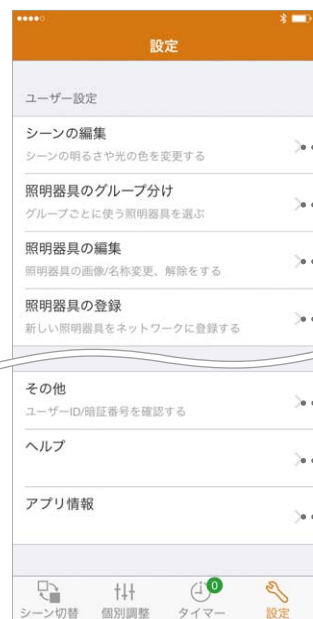 設定
ユーザー設定
シーンの編集
シーンの明るさや光の色を変更する
照明器具のグループ分け
グループごとに使う照明器具を選ぶ
照明器具の編集
照明器具の画像/名称変更、解除をする
照明器具の登録
新しい照明器具をネットワークに登録する
その他
ユーザーID/暗証番号を確認する
ヘルプ
アプリ情報
0
シーン切替 個別調整 タイマー 設定